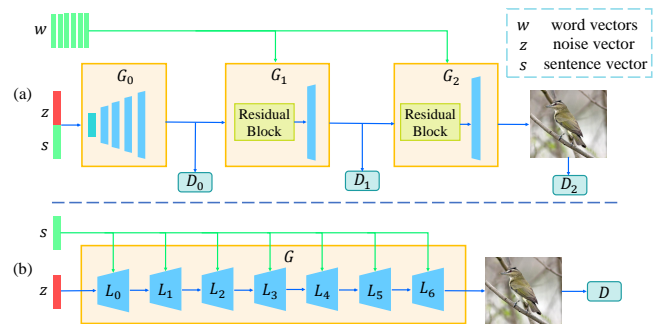 w
w word vectors
z noise vector
s sentence vector
G₀ G₁ G₂
(a)
z
s
Residual
Block
Residual
Block
D₀ D₁ D₂
s
G
(b)
z
L₀ L₁ L₂ L₃ L₄ L₅ L₆
D